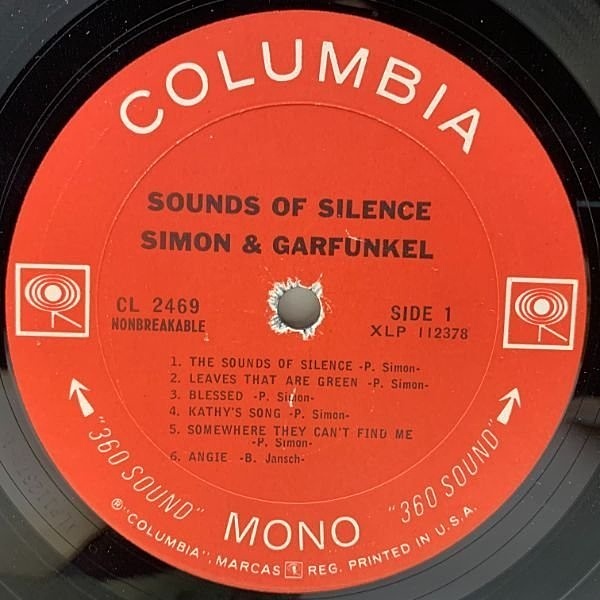 COLUMBIA
SOUNDS OF SILENCE
SIMON & GARFUNKEL
CL 2469
NONBREAKABLE
SIDE 1
XLP 112378
1. THE SOUNDS OF SILENCE -P. Simon-
2. LEAVES THAT ARE GREEN -P. Simon-
3. BLESSED -P. Simon-
4. KATHY'S SONG -P. Simon-
5. SOMEWHERE THEY CAN'T FIND ME
-P. Simon-
6. ANGIE -B. Jansch-
"360 SOUND" MONO "360 SOUND"
® "COLUMBIA", MARCAS 1 REG. PRINTED IN U.S.A.